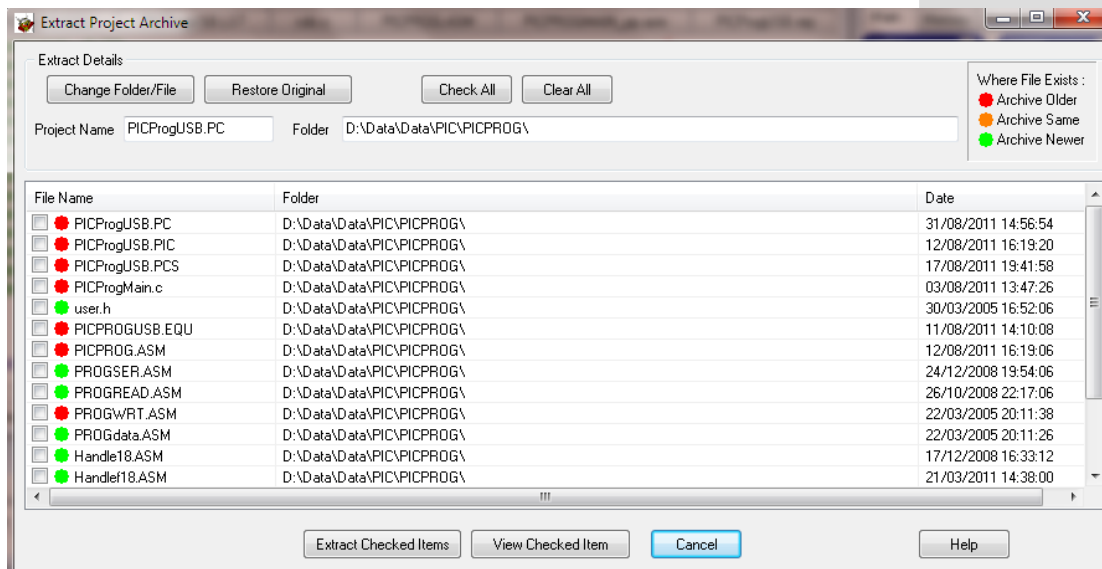 Extract Project Archive
Extract Details
Change Folder/File Restore Original Check All Clear All
Where File Exists :
Archive Older
Archive Same
Archive Newer
Project Name PICProgUSB.PC Folder D:\Data\Data\PIC\PICPROG\
File Name Folder Date
PICProgUSB.PC D:\Data\Data\PIC\PICPROG\ 31/08/2011 14:56:54
PICProgUSB.PIC D:\Data\Data\PIC\PICPROG\ 12/08/2011 16:19:20
PICProgUSB.PCS D:\Data\Data\PIC\PICPROG\ 17/08/2011 19:41:58
PICProgMain.c D:\Data\Data\PIC\PICPROG\ 03/08/2011 13:47:26
user.h D:\Data\Data\PIC\PICPROG\ 30/03/2005 16:52:06
PICPROGUSB.EQU D:\Data\Data\PIC\PICPROG\ 11/08/2011 14:10:08
PICPROG.ASM D:\Data\Data\PIC\PICPROG\ 12/08/2011 16:19:06
PROGSER.ASM D:\Data\Data\PIC\PICPROG\ 24/12/2008 19:54:06
PROGREAD.ASM D:\Data\Data\PIC\PICPROG\ 26/10/2008 22:17:06
PROGWRT.ASM D:\Data\Data\PIC\PICPROG\ 22/03/2005 20:11:38
PROGdata.ASM D:\Data\Data\PIC\PICPROG\ 22/03/2005 20:11:26
Handle18.ASM D:\Data\Data\PIC\PICPROG\ 17/12/2008 16:33:12
Handlef18.ASM D:\Data\Data\PIC\PICPROG\ 21/03/2011 14:38:00
Extract Checked Items View Checked Item Cancel Help